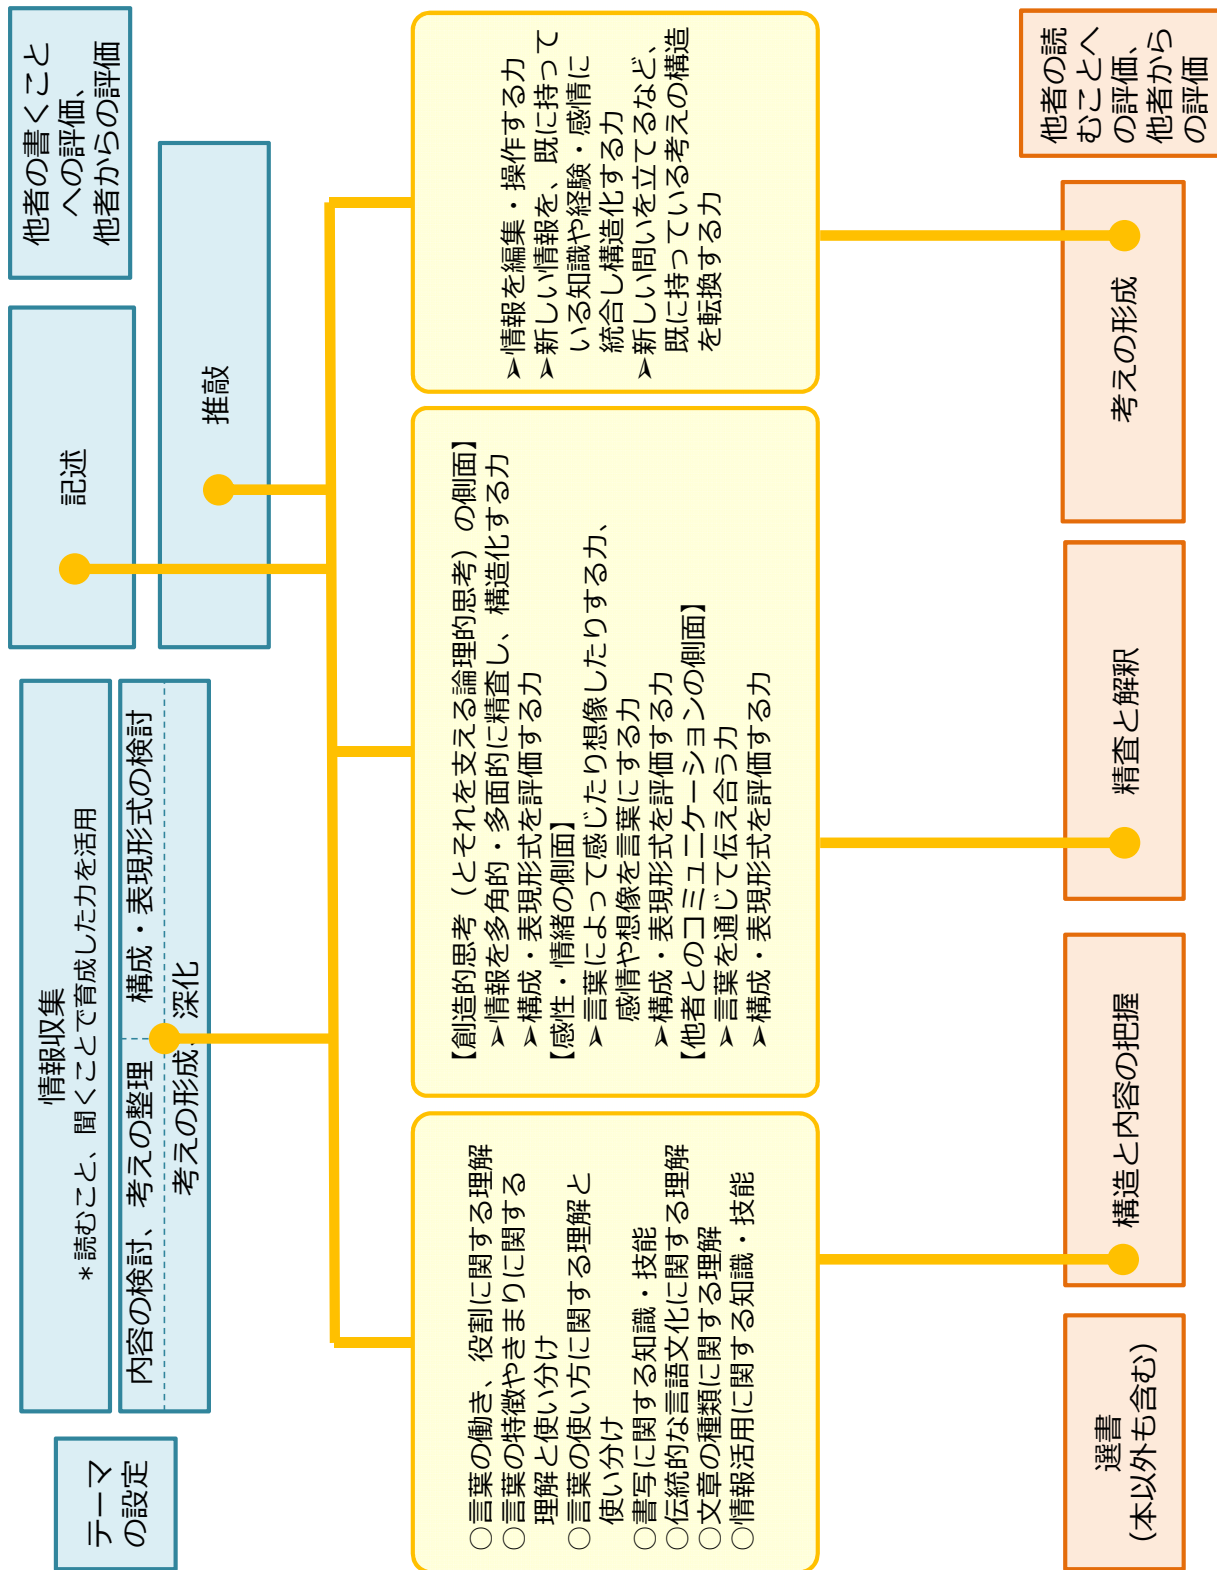 テーマ
の設定
情報収集
＊読むこと、聞くことで育成した力を活用
内容の検討、考えの整理
構成・表現形式の検討
考えの形成、深化
記述
推敲
他者の書くこと
への評価、
他者からの評価
○言葉の働き、役割に関する理解
○言葉の特徴やきまりに関する
理解と使い分け
○言葉の使い方に関する理解と
使い分け
○書写に関する知識・技能
○伝統的な言語文化に関する理解
○文章の種類に関する理解
○情報活用に関する知識・技能
【創造的思考（とそれを支える論理的思考）の側面】
➤情報を多角的・多面的に精査し、構造化する力
➤構成・表現形式を評価する力
【感性・情緒の側面】
➤言葉によって感じたり想像したりする力、
感情や想像を言葉にする力
➤構成・表現形式を評価する力
【他者とのコミュニケーションの側面】
➤言葉を通じて伝え合う力
➤構成・表現形式を評価する力
➤情報を編集・操作する力
➤新しい情報を、既に持って
いる知識や経験・感情に
統合し構造化する力
➤新しい問いを立てるなど、
既に持っている考えの構造
を転換する力
選書
(本以外も含む)
構造と内容の把握
精査と解釈
考えの形成
他者の読
むことへ
の評価、
他者から
の評価